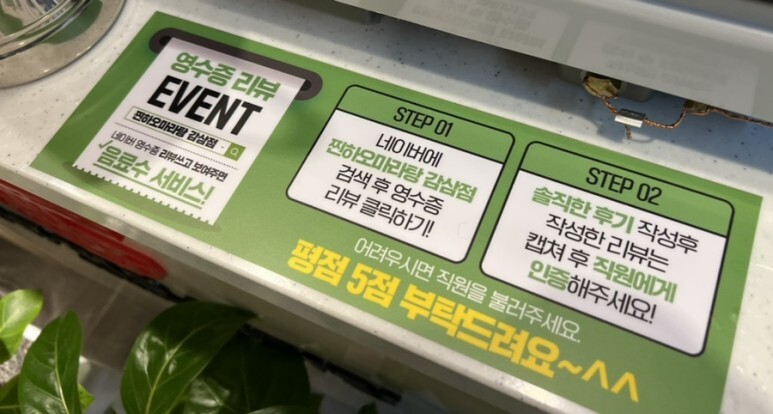 영수증 리뷰
EVENT
찐하오마라탕 감삼점
네이버 영수증 리뷰쓰고 보여주면
음료수 서비스!
STEP 01
네이버에
찐하오마라탕 감삼점
검색 후 영수증
리뷰 클릭하기!
STEP 02
솔직한 후기 작성후
작성한 리뷰는
캡쳐 후 직원에게
인증해주세요!
어려우시면 직원을 불러주세요.
평점 5점 부탁드려요~^^